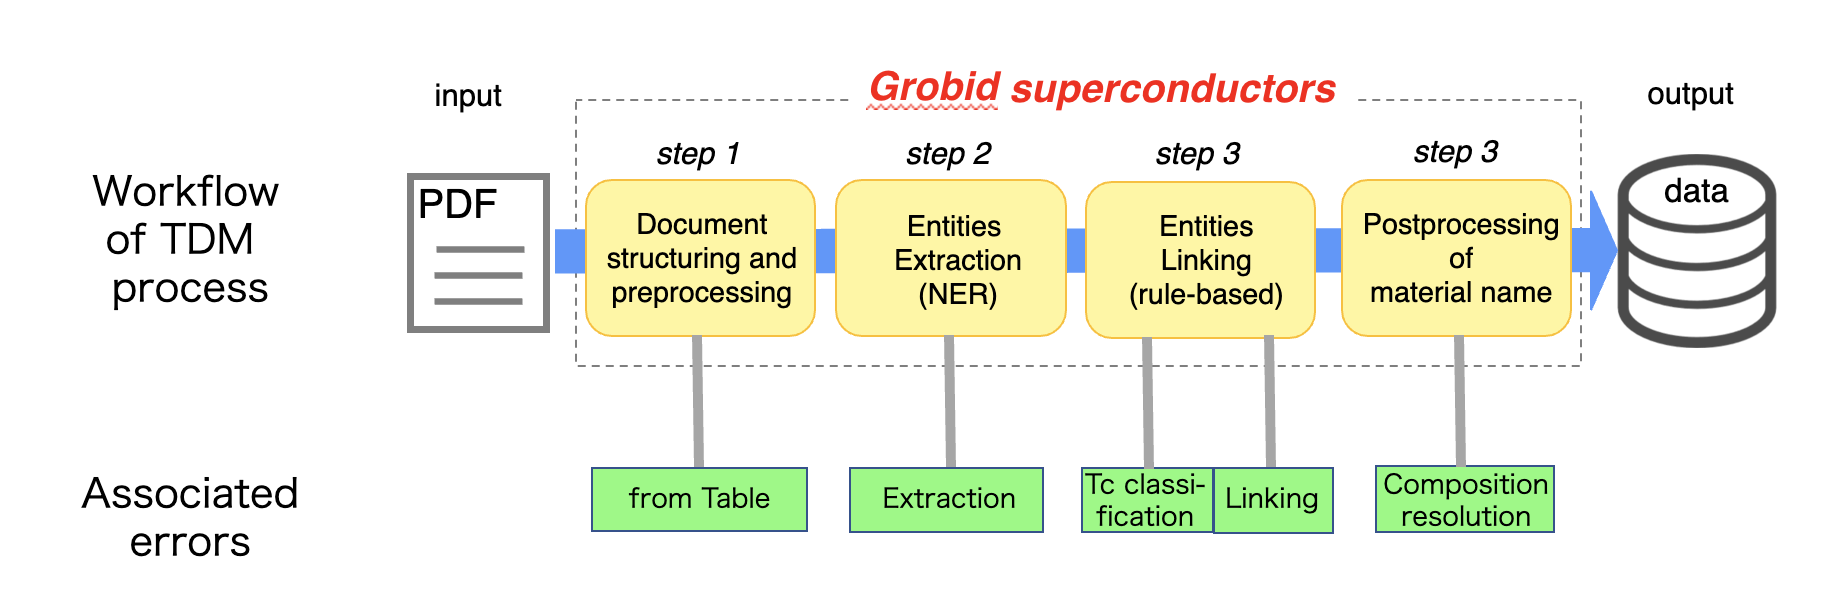 Grobid superconductors
input
output
step 1
step 2
step 3
step 3
Workflow
of TDM
process
PDF
Document
structuring and
preprocessing
Entities
Extraction
(NER)
Entities
Linking
(rule-based)
Postprocessing
of
material name
data
Associated
errors
from Table
Extraction
Tc classi-
fication
Linking
Composition
resolution